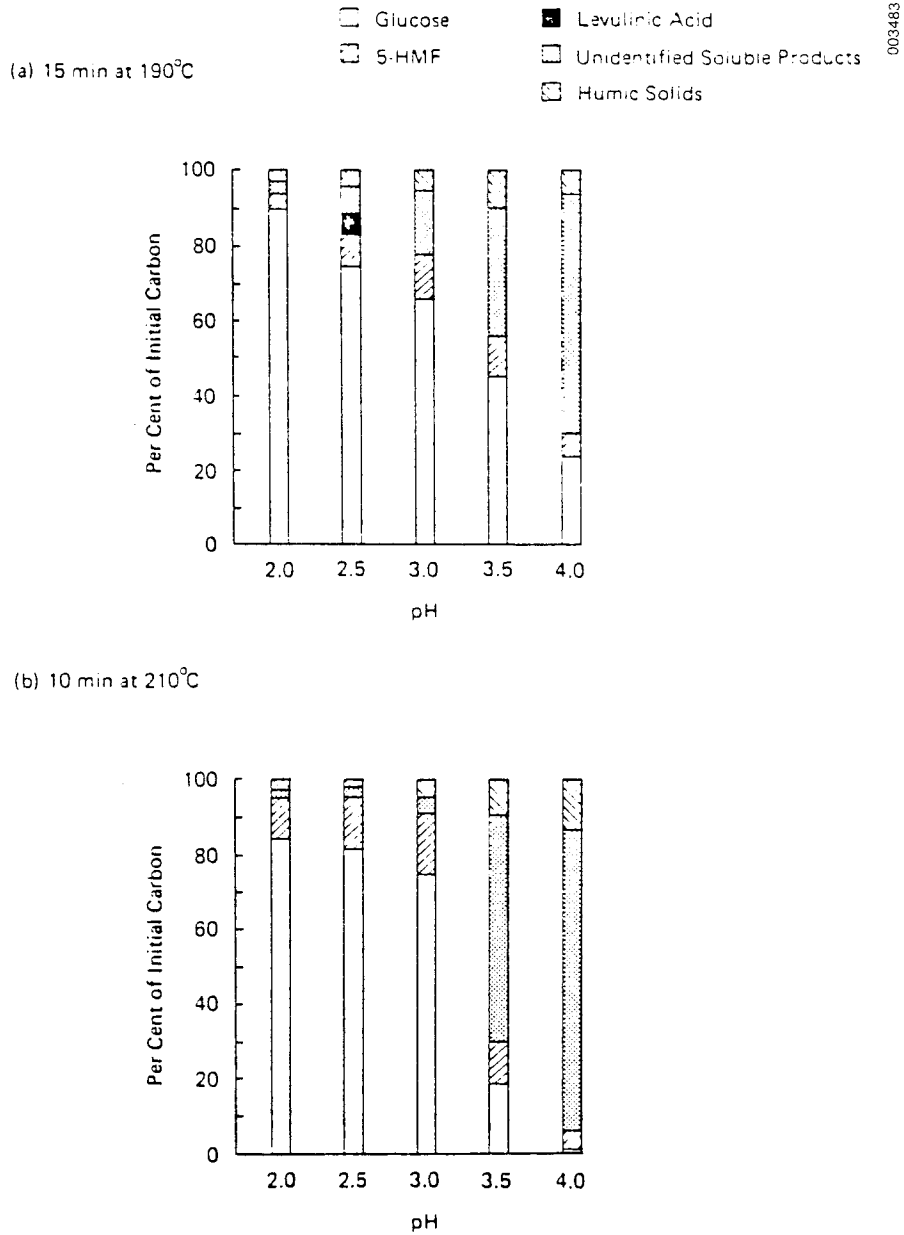 Glucose
5-HMF
Levulinic Acid
Unidentified Soluble Products
Humic Solids
003483
(a) 15 min at 190°C
Per Cent of Initial Carbon
100
80
60
40
20
0
2.0 2.5 3.0 3.5 4.0
pH
(b) 10 min at 210°C
Per Cent of Initial Carbon
100
80
60
40
20
0
2.0 2.5 3.0 3.5 4.0
pH